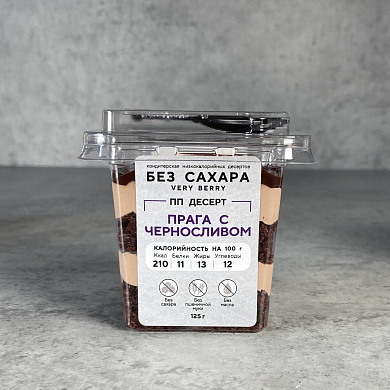 кондитерская низкокалорийных десертов
БЕЗ САХАРА
VERY BERRY
ПП ДЕСЕРТ
ПРАГА С
ЧЕРНОСЛИВОМ
КАЛОРИЙНОСТЬ НА 100 г
Ккал Белки Жиры Углеводы
210 11 13 12
Без сахара Без пшеничной муки Без масла
125 г